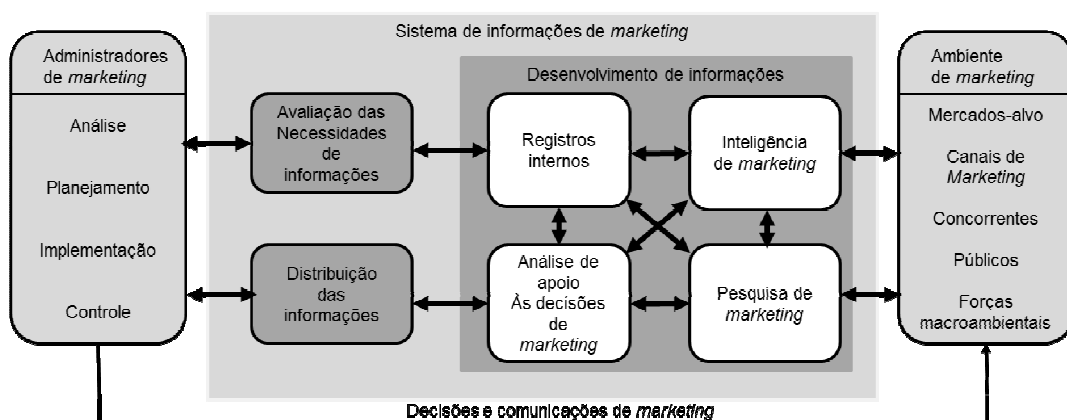 Sistema de informações de marketing
Administradores
de marketing
Análise
Planejamento
Implementação
Controle
Avaliação das
Necessidades
de
informações
Distribuição
das
informações
Desenvolvimento de informações
Registros
internos
Inteligência
de marketing
Análise de
apoio
Às decisões
de
marketing
Pesquisa de
marketing
Ambiente
de marketing
Mercados-alvo
Canais de
Marketing
Concorrentes
Públicos
Forças
macroambientais
Decisões e comunicações de marketing